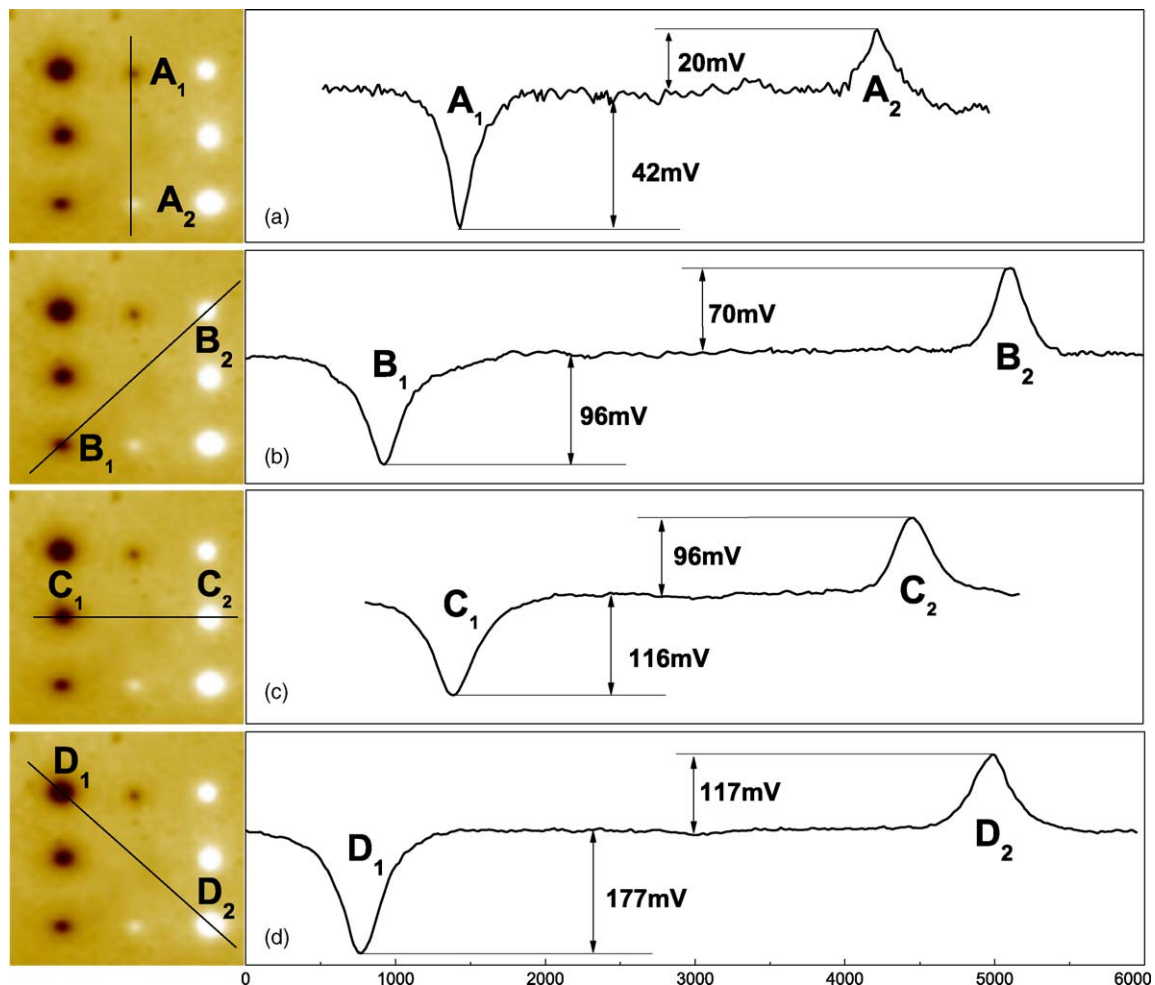 A₁
A₂
20mV
A₁
A₂
42mV
(a)
B₂
B₁
70mV
B₁
B₂
96mV
(b)
C₁ C₂
96mV
C₁ C₂
116mV
(c)
D₁
D₂
117mV
D₁ D₂
177mV
(d)
0 1000 2000 3000 4000 5000 6000